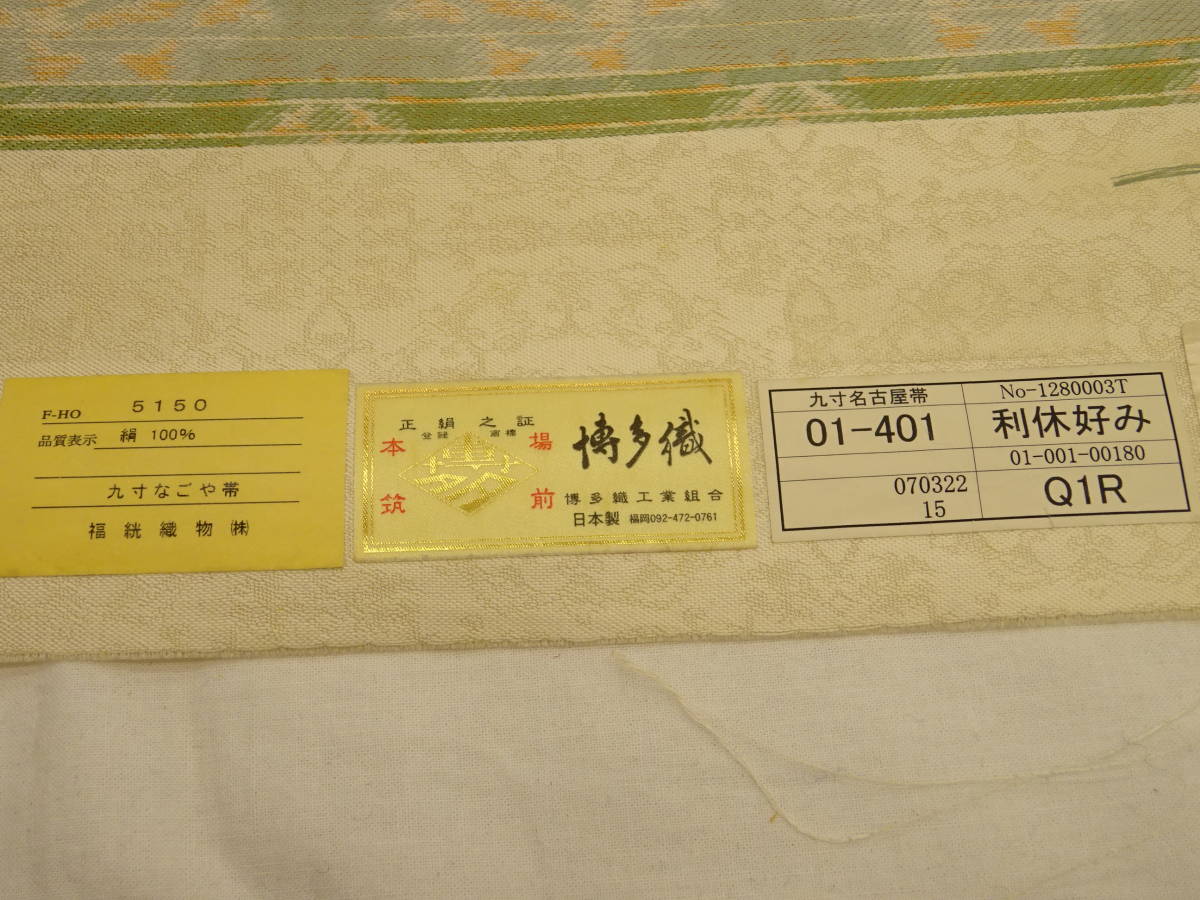 F-HO 5150
品質表示 絹 100%
九寸なごや帯
福絖織物㈱
正絹之証
登録 商標
本場
筑前
博多織
博多織工業組合
日本製 福岡092-472-0761
九寸名古屋帯 No-1280003T
01-401 利休好み
01-001-00180
070322 Q1R
15